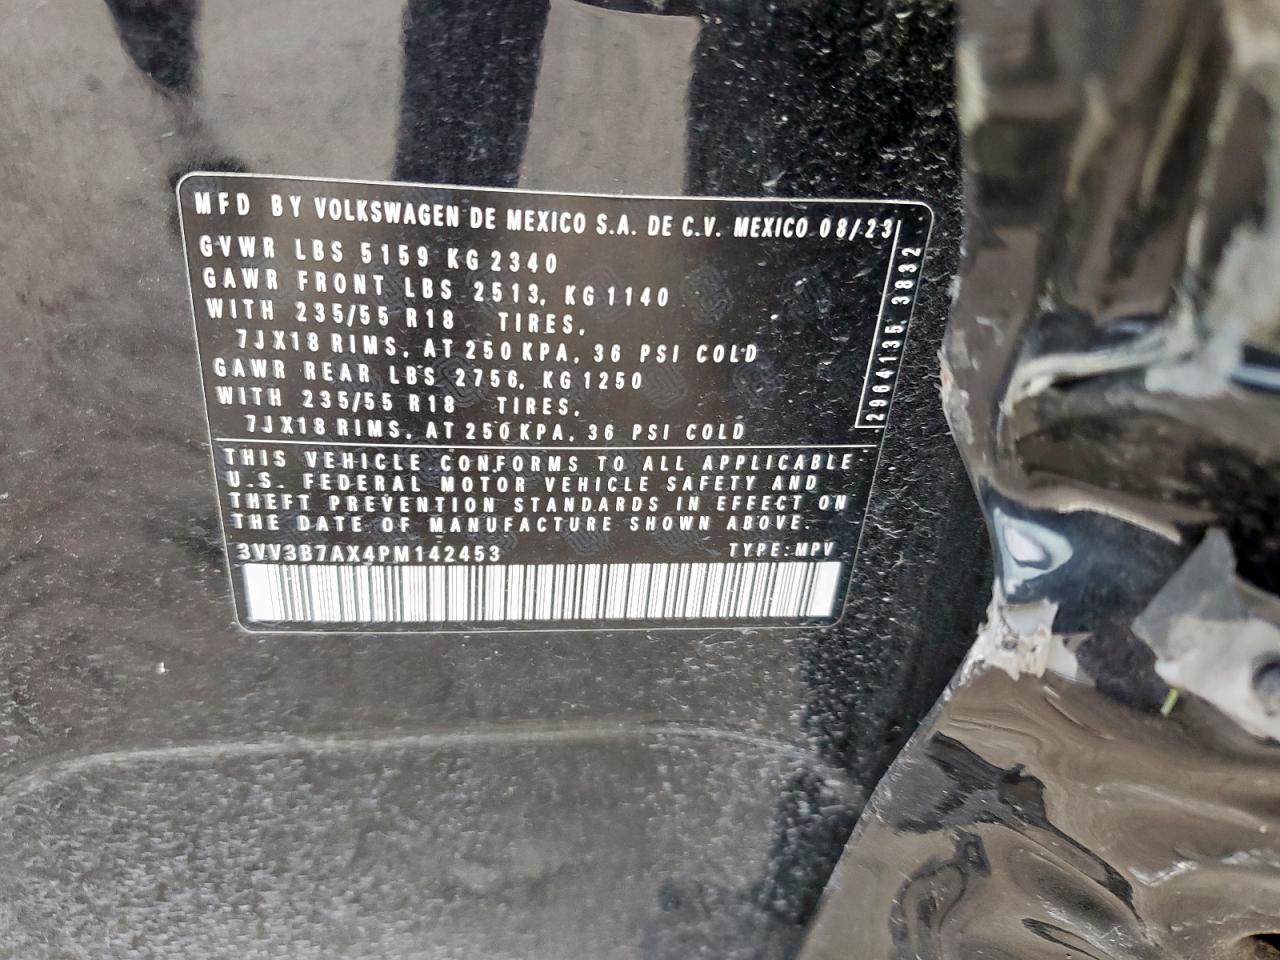 MFD BY VOLKSWAGEN DE MEXICO S.A. DE C.V. MEXICO 08/23
GVWR LBS 5159 KG 2340
GAWR FRONT LBS 2513, KG 1140
WITH 235/55 R18 TIRES,
7JX18 RIMS, AT 250 KPA, 36 PSI COLD
GAWR REAR LBS 2756, KG 1250
WITH 235/55 R18 TIRES,
7JX18 RIMS, AT 250 KPA, 36 PSI COLD
2964135, 3832
THIS VEHICLE CONFORMS TO ALL APPLICABLE
U.S. FEDERAL MOTOR VEHICLE SAFETY AND
THEFT PREVENTION STANDARDS IN EFFECT ON
THE DATE OF MANUFACTURE SHOWN ABOVE.
3VV3B7AX4PM142453 TYPE: MPV